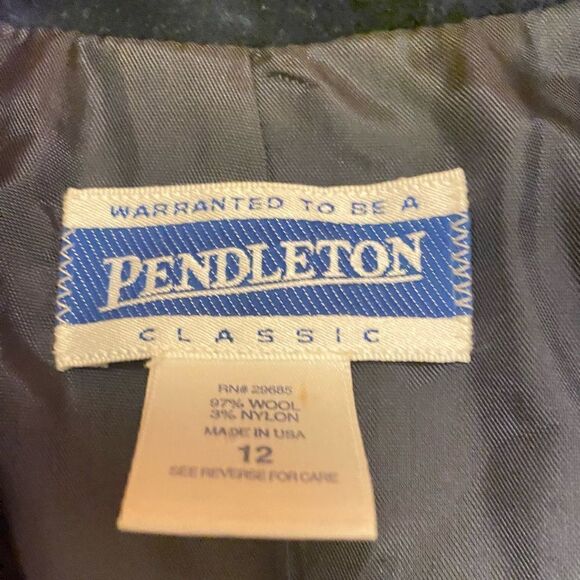 WARRANTED TO BE A
PENDLETON
CLASSIC
RN# 29685
97% WOOL
3% NYLON
MADE IN USA
12
SEE REVERSE FOR CARE